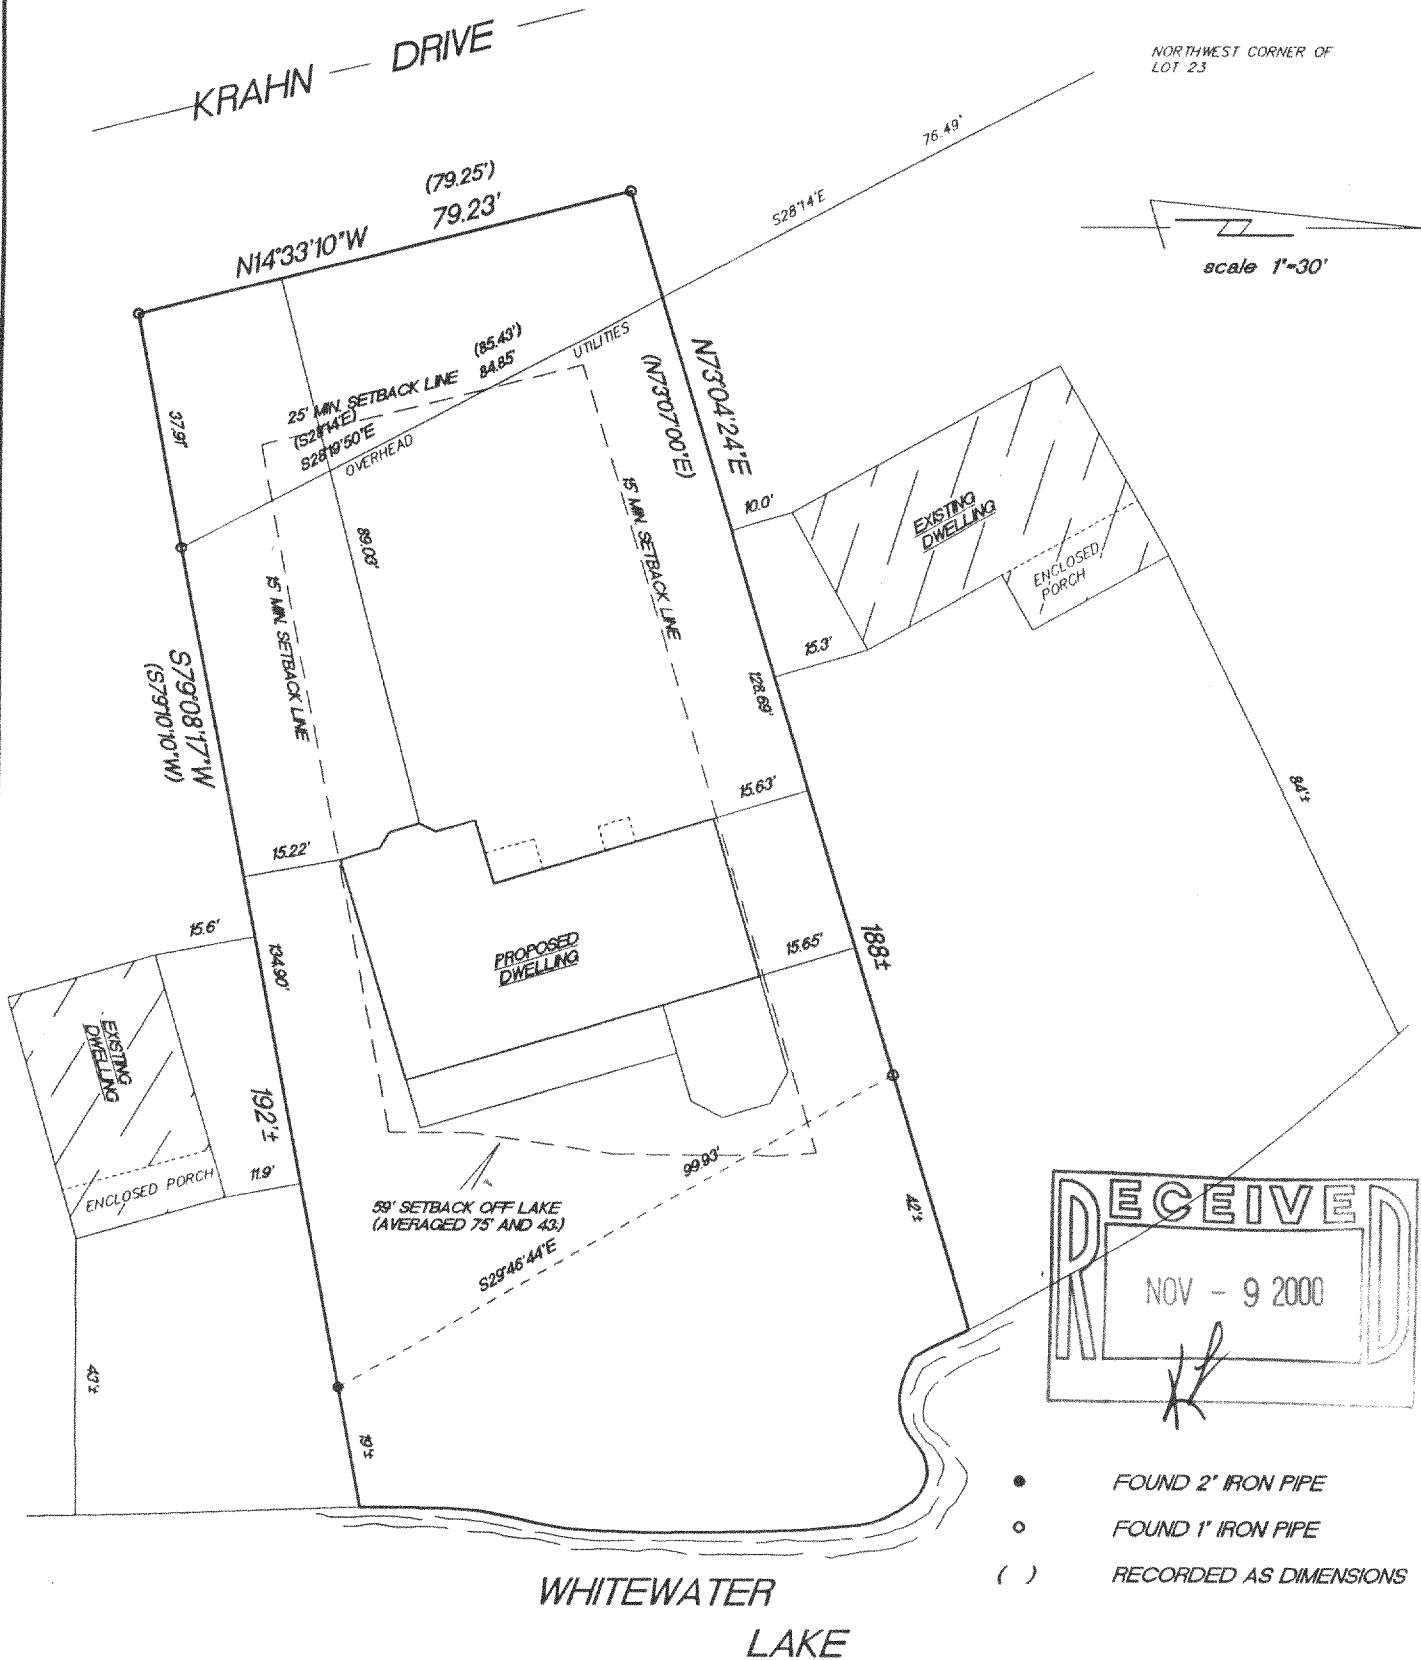 KRAHN DRIVE
NORTHWEST CORNER OF
LOT 23
76.49'
S28°14'E
(79.25')
79.23'
N14°33'10"W
scale 1"=30'
(85.43')
84.85'
UTILITIES
25' MIN. SETBACK LINE
(S28°14'E)
S28°19'50"E
OVERHEAD
37.91'
N73°04'24"E
(N73°07'00"E)
10.0'
EXISTING
DWELLING
ENCLOSED
PORCH
89.03'
15' MIN. SETBACK LINE
15' MIN. SETBACK LINE
15.3'
128.69'
S79°08'17"W
(S79°10'10"W)
84'±
15.63'
15.22'
15.6'
134.90'
PROPOSED
DWELLING
15.65'
188±
EXISTING
DWELLING
192'±
ENCLOSED PORCH
11.9'
99.93'
59' SETBACK OFF LAKE
(AVERAGED 75' AND 43.)
S29°46'44"E
42'±
RECEIVED
NOV - 9 2000
43'±
19'±
FOUND 2" IRON PIPE
FOUND 1" IRON PIPE
( ) RECORDED AS DIMENSIONS
WHITEWATER
LAKE